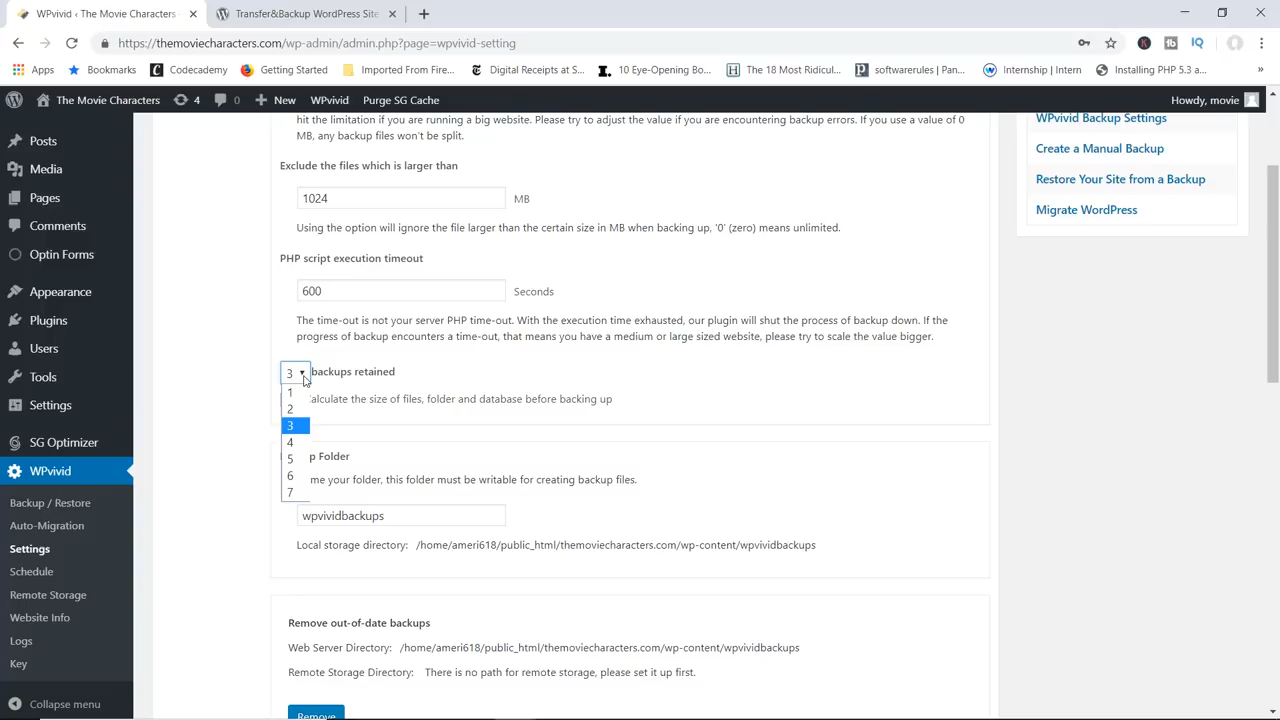 WPvivid ‹ The Movie Characters
Transfer&Backup WordPress Site
https://themoviecharacters.com/wp-admin/admin.php?page=wpvivid-setting
Apps
Bookmarks
Codecademy
Getting Started
Imported From Fire...
Digital Receipts at S...
10 Eye-Opening Bo...
The 18 Most Ridicul...
softwarerules | Pan...
Internship | Intern
Installing PHP 5.3 a...
»
The Movie Characters
4
0
New
WPvivid
Purge SG Cache
Howdy, movie
Posts
Media
Pages
Comments
Optin Forms
Appearance
Plugins
Users
Tools
Settings
SG Optimizer
WPvivid
Backup / Restore
Auto-Migration
Settings
Schedule
Remote Storage
Website Info
Logs
Key
Collapse menu
hit the limitation if you are running a big website. Please try to adjust the value if you are encountering backup errors. If you use a value of 0
MB, any backup files won't be split.
Exclude the files which is larger than
1024 MB
Using the option will ignore the file larger than the certain size in MB when backing up, '0' (zero) means unlimited.
PHP script execution timeout
600 Seconds
The time-out is not your server PHP time-out. With the execution time exhausted, our plugin will shut the process of backup down. If the
progress of backup encounters a time-out, that means you have a medium or large sized website, please try to scale the value bigger.
3 backups retained
1
2
3
4
5
6
7
alculate the size of files, folder and database before backing up
p Folder
me your folder, this folder must be writable for creating backup files.
wpvividbackups
Local storage directory: /home/ameri618/public_html/themoviecharacters.com/wp-content/wpvividbackups
Remove out-of-date backups
Web Server Directory: /home/ameri618/public_html/themoviecharacters.com/wp-content/wpvividbackups
Remote Storage Directory: There is no path for remote storage, please set it up first.
Remove
WPvivid Backup Settings
Create a Manual Backup
Restore Your Site from a Backup
Migrate WordPress